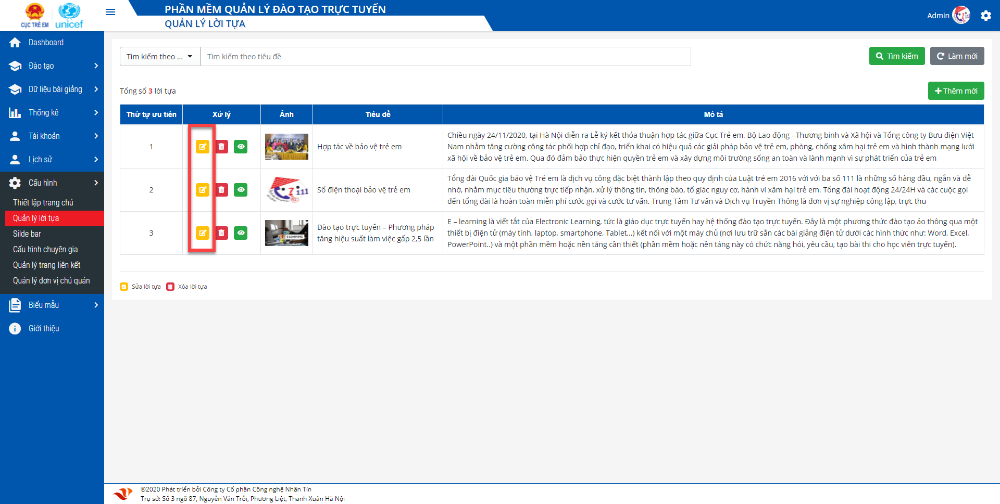 CỤC TRẺ EM
unicef
PHẦN MỀM QUẢN LÝ ĐÀO TẠO TRỰC TUYẾN
QUẢN LÝ LỜI TỰA
Admin
Dashboard
Đào tạo
Dữ liệu bài giảng
Thống kê
Tài khoản
Lịch sử
Cấu hình
Thiết lập trang chủ
Quản lý lời tựa
Silde bar
Cấu hình chuyên gia
Quản lý trang liên kết
Quản lý đơn vị chủ quản
Biểu mẫu
Giới thiệu
Tìm kiếm theo ...
Tìm kiếm theo tiêu đề
Tìm kiếm
Làm mới
Tổng số 3 lời tựa
Thêm mới
Thứ tự ưu tiên
Xử lý
Ảnh
Tiêu đề
Mô tả
1
Hợp tác về bảo vệ trẻ em
Chiều ngày 24/11/2020, tại Hà Nội diễn ra Lễ ký kết thỏa thuận hợp tác giữa Cục Trẻ em, Bộ Lao động - Thương binh và Xã hội và Tổng công ty Bưu điện Việt
Nam nhằm tăng cường công tác phối hợp chỉ đạo, triển khai có hiệu quả các giải pháp bảo vệ trẻ em, phòng, chống xâm hại trẻ em và hình thành mạng lưới
xã hội về bảo vệ trẻ em. Qua đó đảm bảo thực hiện quyền trẻ em và xây dựng môi trường sống an toàn và lành mạnh vì sự phát triển của trẻ em
2
111
Số điện thoại bảo vệ trẻ em
Tổng đài Quốc gia bảo vệ Trẻ em là dịch vụ công đặc biệt thành lập theo quy định của Luật trẻ em 2016 với với ba số 111 là những số hàng đầu, ngắn và dễ
nhớ, nhằm mục tiêu thường trực tiếp nhận, xử lý thông tin, thông báo, tố giác nguy cơ, hành vi xâm hại trẻ em. Tổng đài hoạt động 24/24H và các cuộc gọi
đến tổng đài là hoàn toàn miễn phí cước gọi và cước tư vấn. Trung Tâm Tư vấn và Dịch vụ Truyền Thông là đơn vị sự nghiệp công lập, trực thu
3
E-LEARNING
Đào tạo trực tuyến – Phương pháp
tăng hiệu suất làm việc gấp 2,5 lần
E – learning là viết tắt của Electronic Learning, tức là giáo dục trực tuyến hay hệ thống đào tạo trực tuyến. Đây là một phương thức đào tạo ảo thông qua một
thiết bị điện tử (máy tính, laptop, smartphone, Tablet,..) kết nối với một máy chủ (nơi lưu trữ sẵn các bài giảng điện tử dưới các hình thức như: Word, Excel,
PowerPoint..) và một phần mềm hoặc nền tảng cần thiết (phần mềm hoặc nền tảng này có chức năng hỏi, yêu cầu, tạo bài thi cho học viên trực tuyến).
Sửa lời tựa
Xóa lời tựa
©2020 Phát triển bởi Công ty Cổ phần Công nghệ Nhân Tín
Trụ sở: Số 3 ngõ 87, Nguyễn Văn Trỗi, Phương Liệt, Thanh Xuân Hà Nội